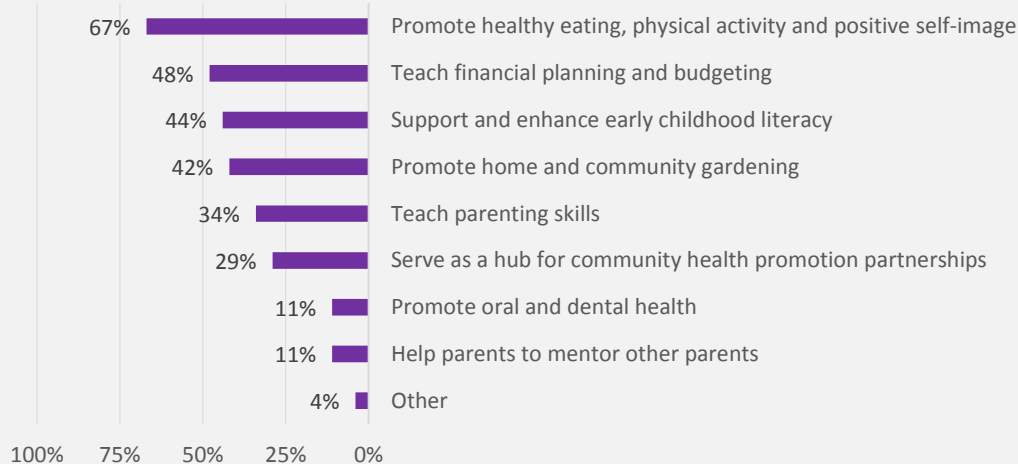 67% Promote healthy eating, physical activity and positive self-image
48% Teach financial planning and budgeting
44% Support and enhance early childhood literacy
42% Promote home and community gardening
34% Teach parenting skills
29% Serve as a hub for community health promotion partnerships
11% Promote oral and dental health
11% Help parents to mentor other parents
4% Other
100% 75% 50% 25% 0%